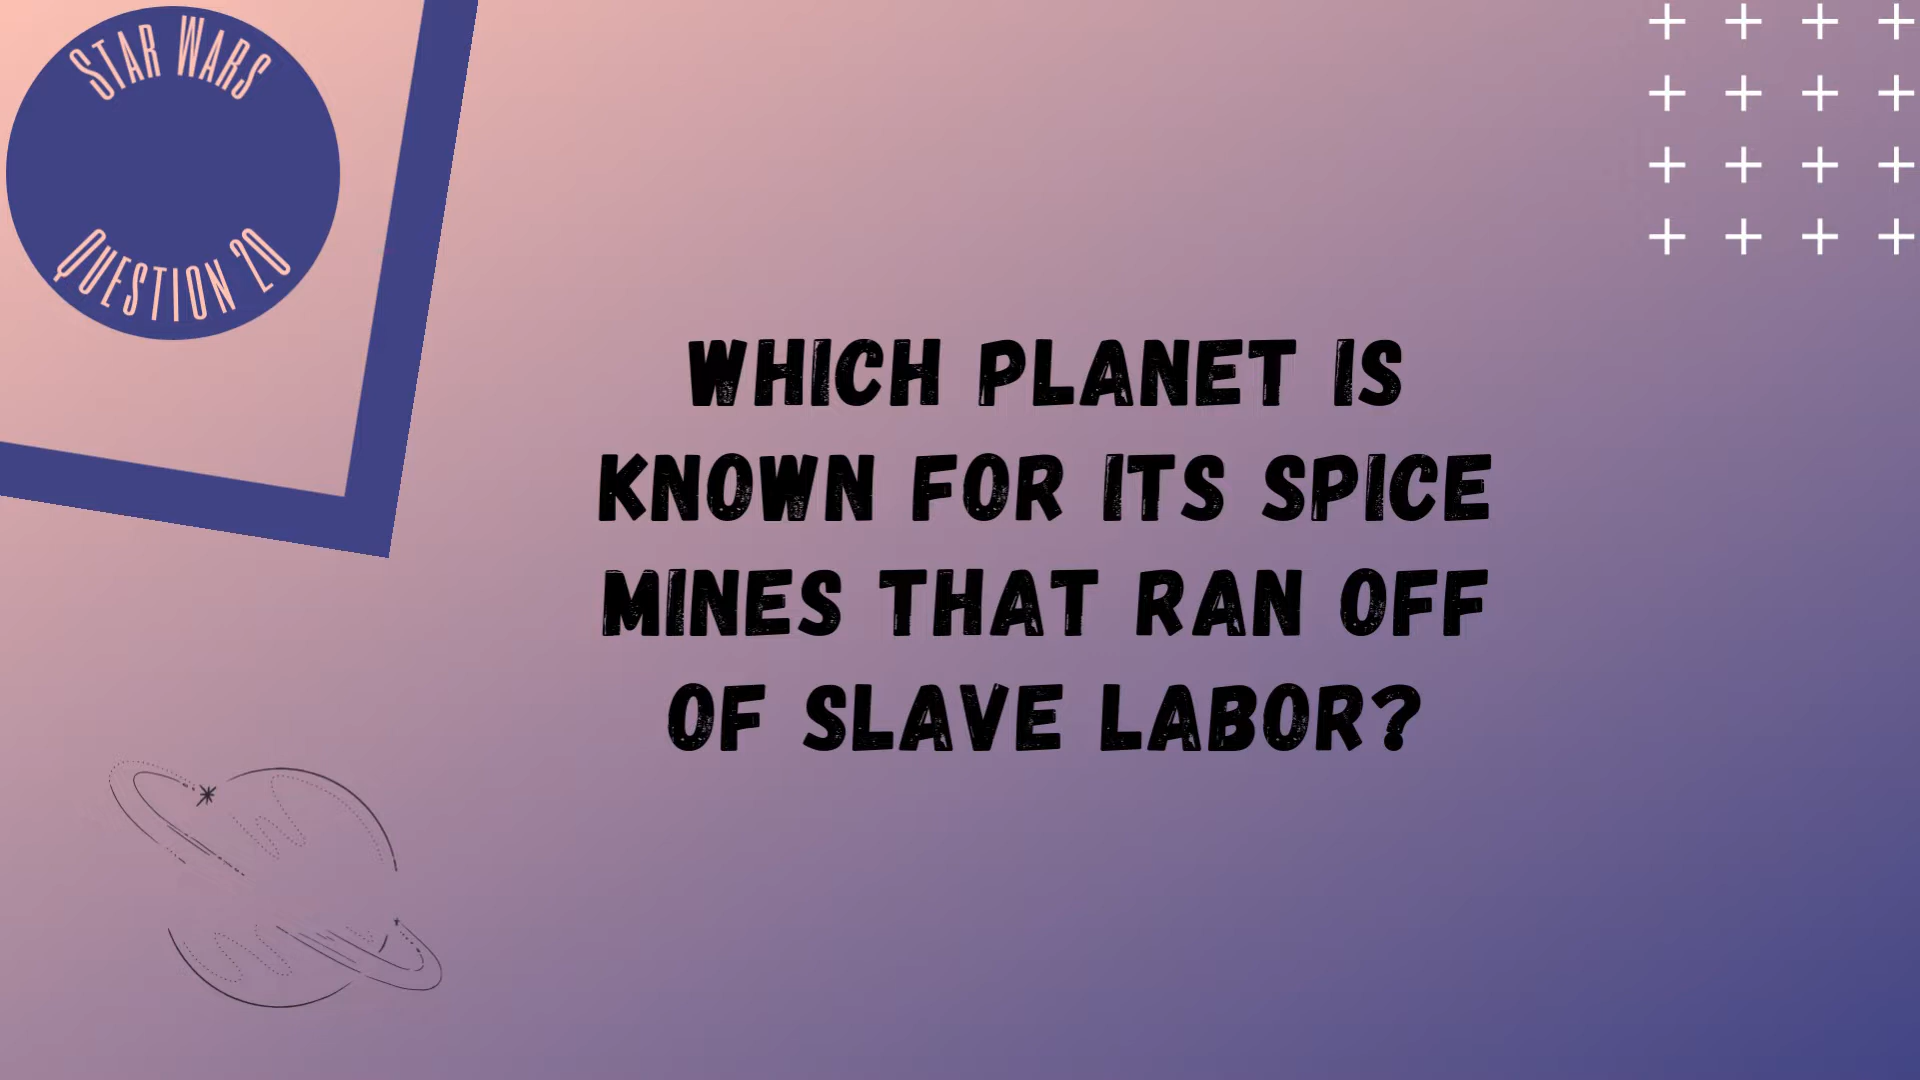 STAR WARS
QUESTION 20
WHICH PLANET IS
KNOWN FOR ITS SPICE
MINES THAT RAN OFF
OF SLAVE LABOR?